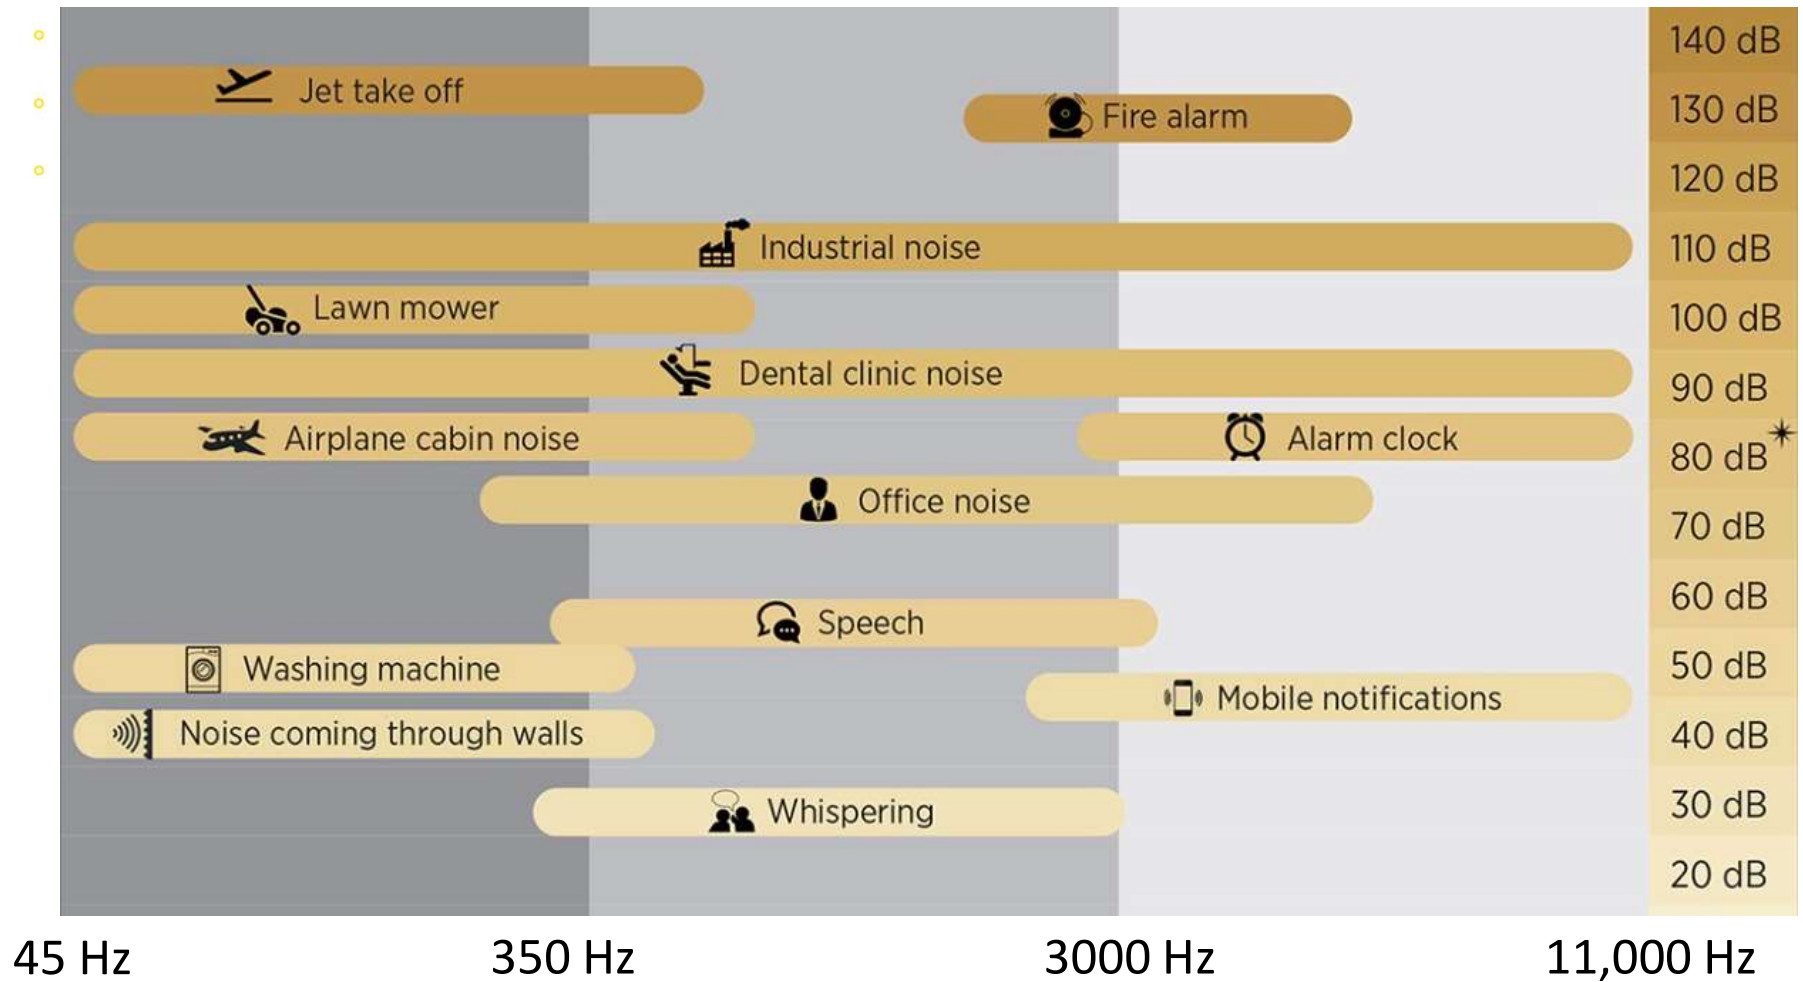 140 dB
Jet take off
130 dB
Fire alarm
120 dB
Industrial noise
110 dB
Lawn mower
100 dB
Dental clinic noise
90 dB
Airplane cabin noise
Alarm clock
80 dB*
Office noise
70 dB
60 dB
Speech
Washing machine
50 dB
Mobile notifications
Noise coming through walls
40 dB
Whispering
30 dB
20 dB
45 Hz 350 Hz 3000 Hz 11,000 Hz